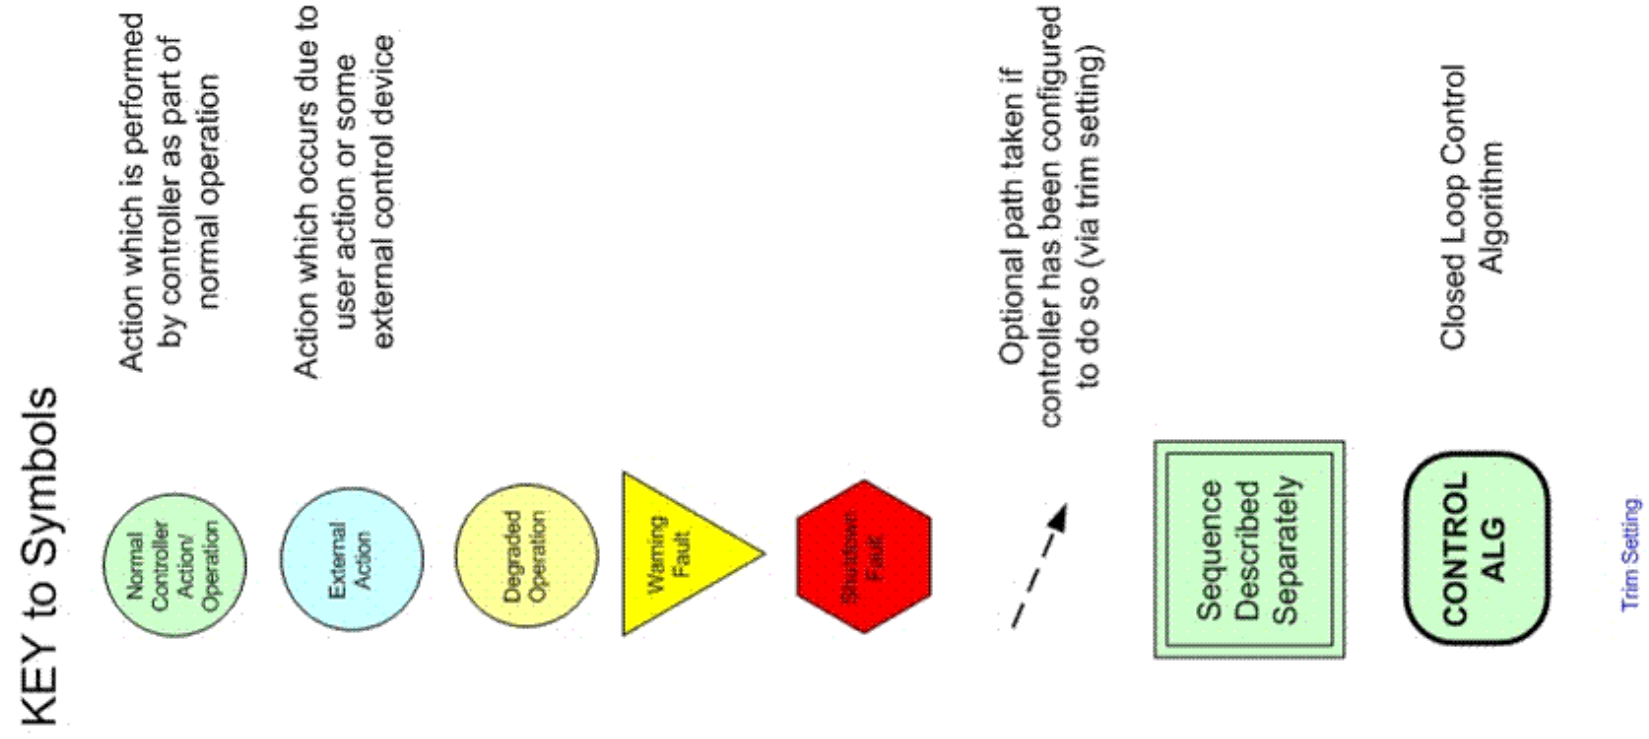 KEY to Symbols
Normal
Controller
Action/
Operation
Action which is performed
by controller as part of
normal operation
External
Action
Action which occurs due to
user action or some
external control device
Degraded
Operation
Warning
Fault
Shutdown
Fault
Optional path taken if
controller has been configured
to do so (via trim setting)
Sequence
Described
Separately
CONTROL
ALG
Closed Loop Control
Algorithm
Trim Setting